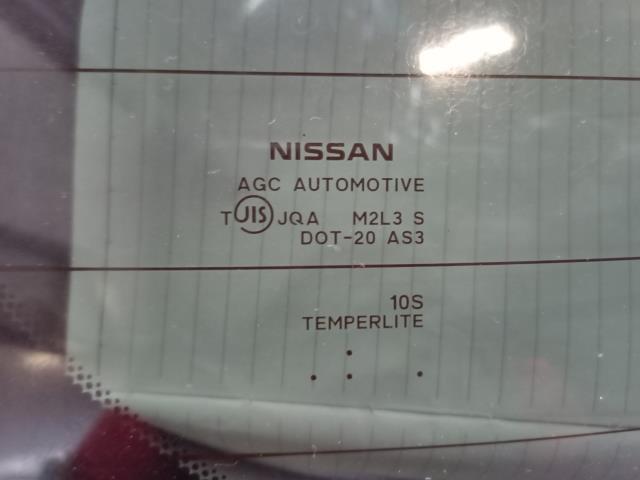 NISSAN
AGC AUTOMOTIVE
T JIS JQA M2L3 S
DOT-20 AS3
10S
TEMPERLITE